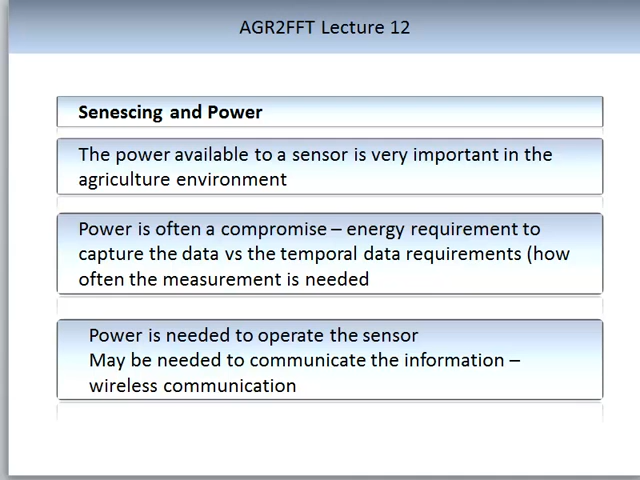 AGR2FFT Lecture 12
Senescing and Power
The power available to a sensor is very important in the
agriculture environment
Power is often a compromise – energy requirement to
capture the data vs the temporal data requirements (how
often the measurement is needed
Power is needed to operate the sensor
May be needed to communicate the information –
wireless communication